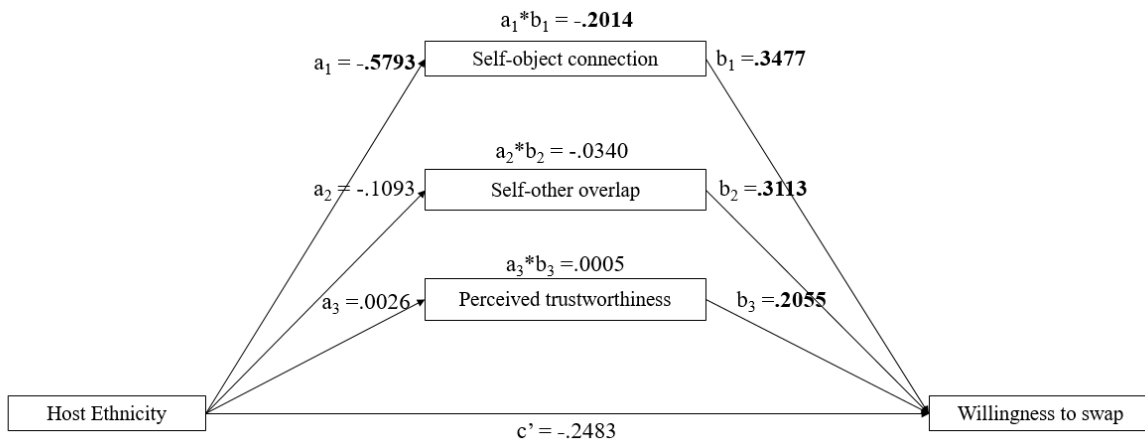 a₁*b₁ = -.2014
a₁ = -.5793
Self-object connection
b₁ =.3477
a₂*b₂ = -.0340
a₂ = -.1093
Self-other overlap
b₂ =.3113
a₃*b₃ =.0005
a₃ =.0026
Perceived trustworthiness
b₃ =.2055
Host Ethnicity
Willingness to swap
c’ = -.2483